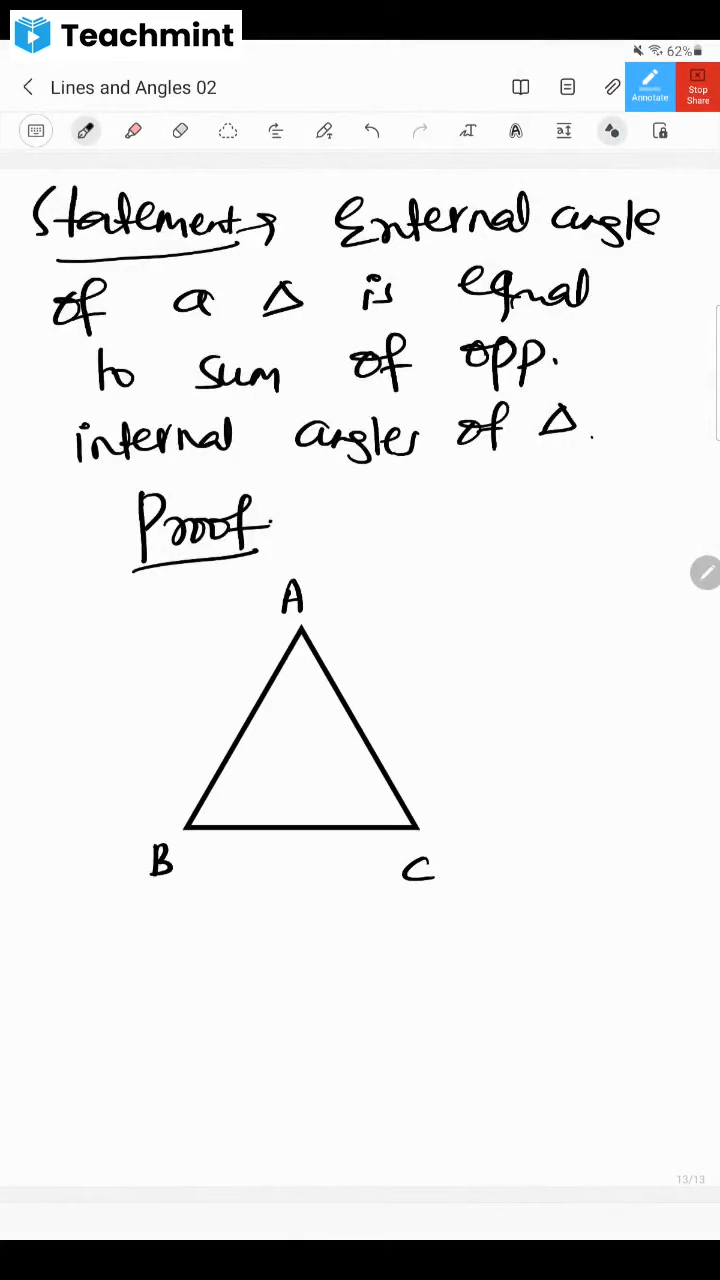 Teachmint
62%
Lines and Angles 02
Annotate
Stop
Share
Statement → External angle
of a Δ is equal
to sum of opp.
internal angles of Δ.
Proof
A
B
C
13/13